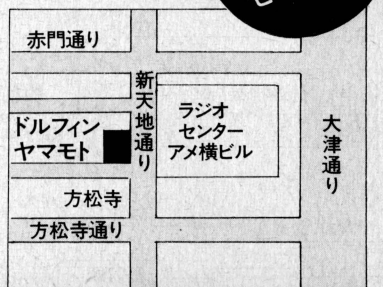 赤門通り
新天地通り
ラジオ
センター
アメ横ビル
大津通り
ドルフィン
ヤマモト
方松寺
方松寺通り